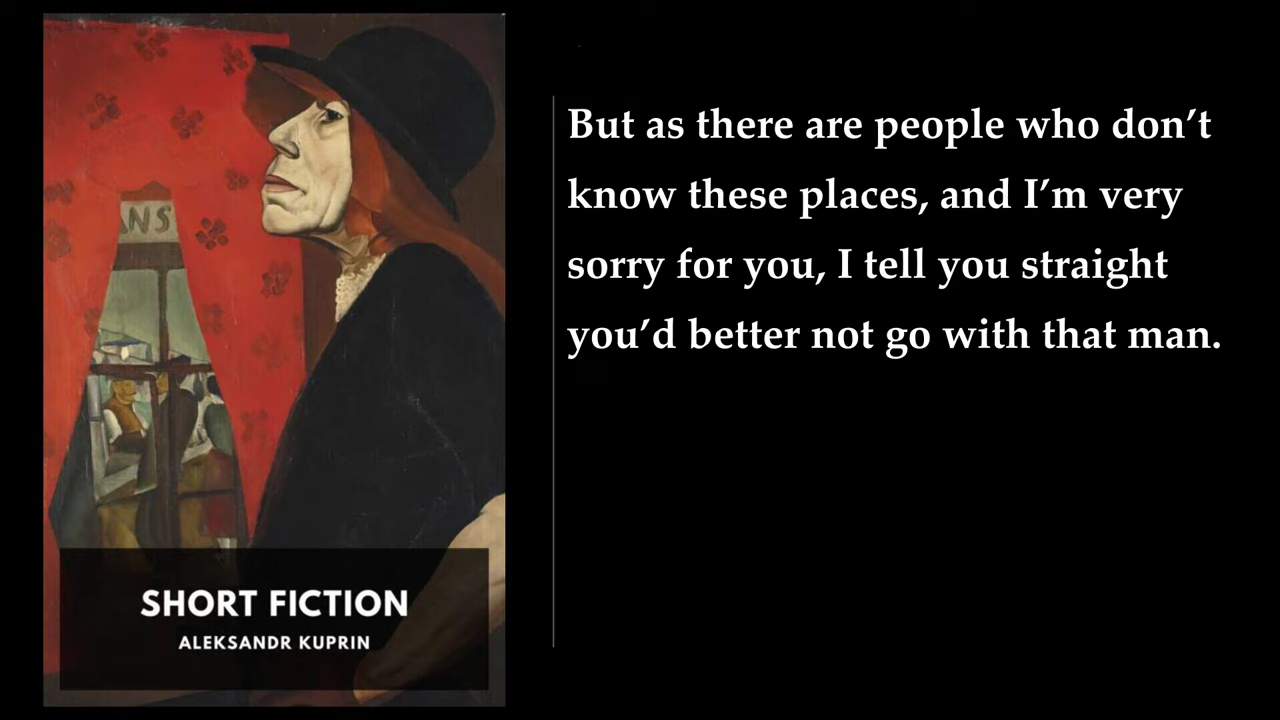 ANS
SHORT FICTION
ALEKSANDR KUPRIN
But as there are people who don’t
know these places, and I’m very
sorry for you, I tell you straight
you’d better not go with that man.